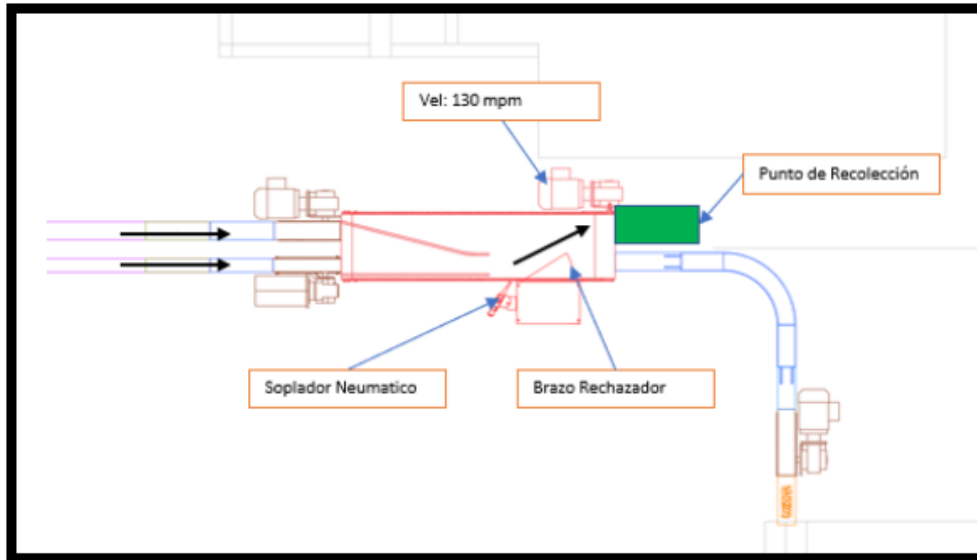 Vel: 130 mpm
Punto de Recolección
Soplador Neumatico
Brazo Rechazador